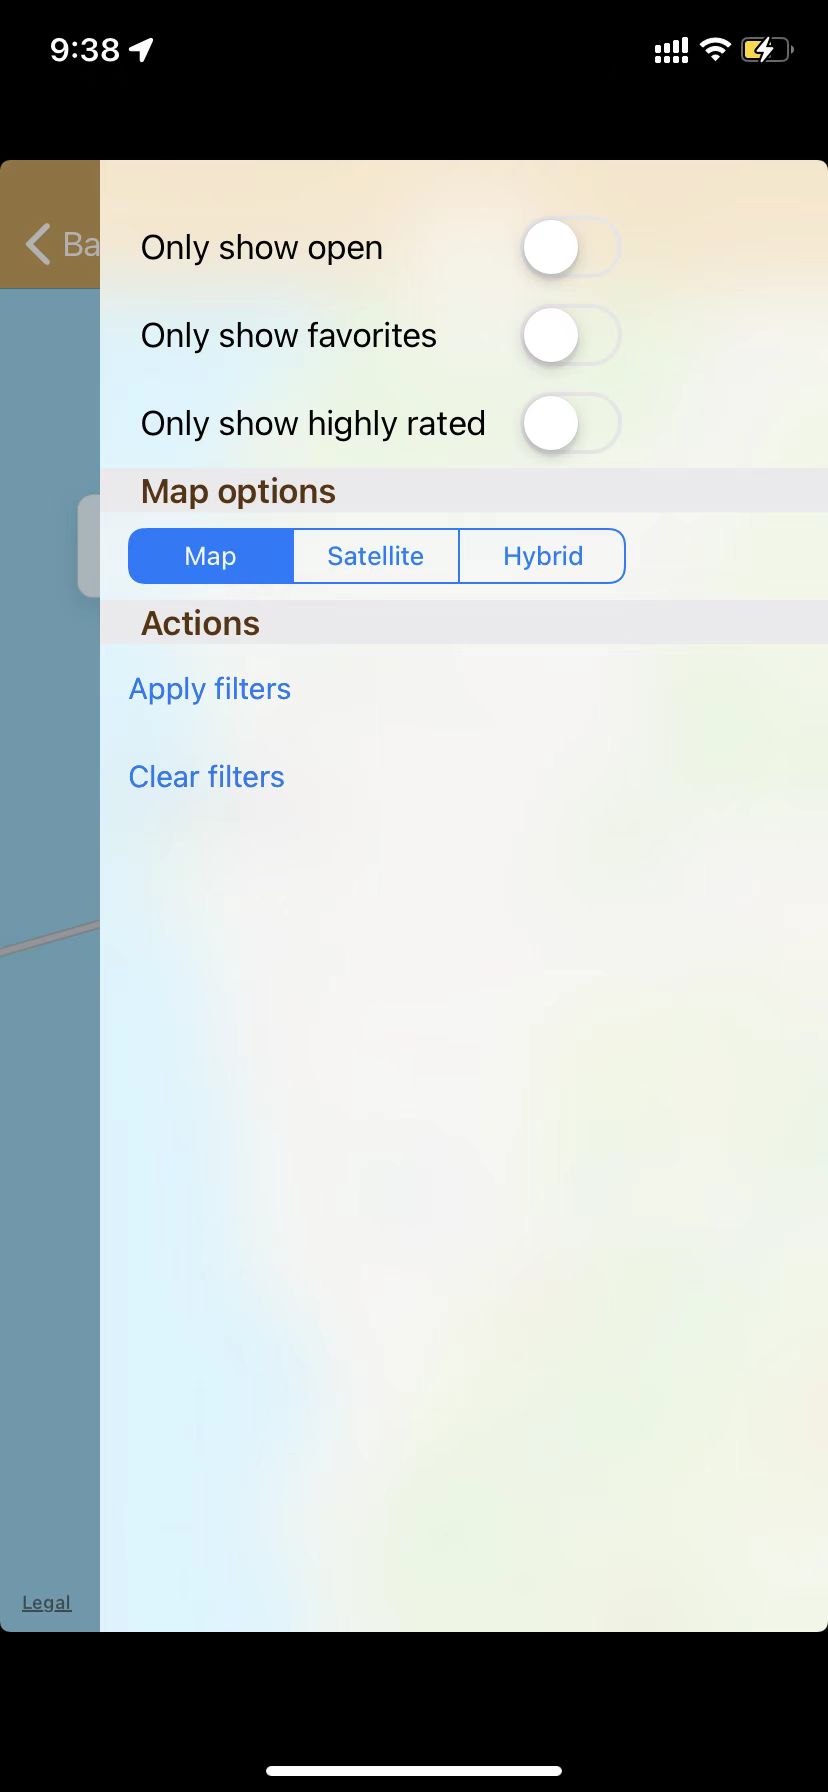 9:38
Ba
Only show open
Only show favorites
Only show highly rated
Map options
Map Satellite Hybrid
Actions
Apply filters
Clear filters
Legal